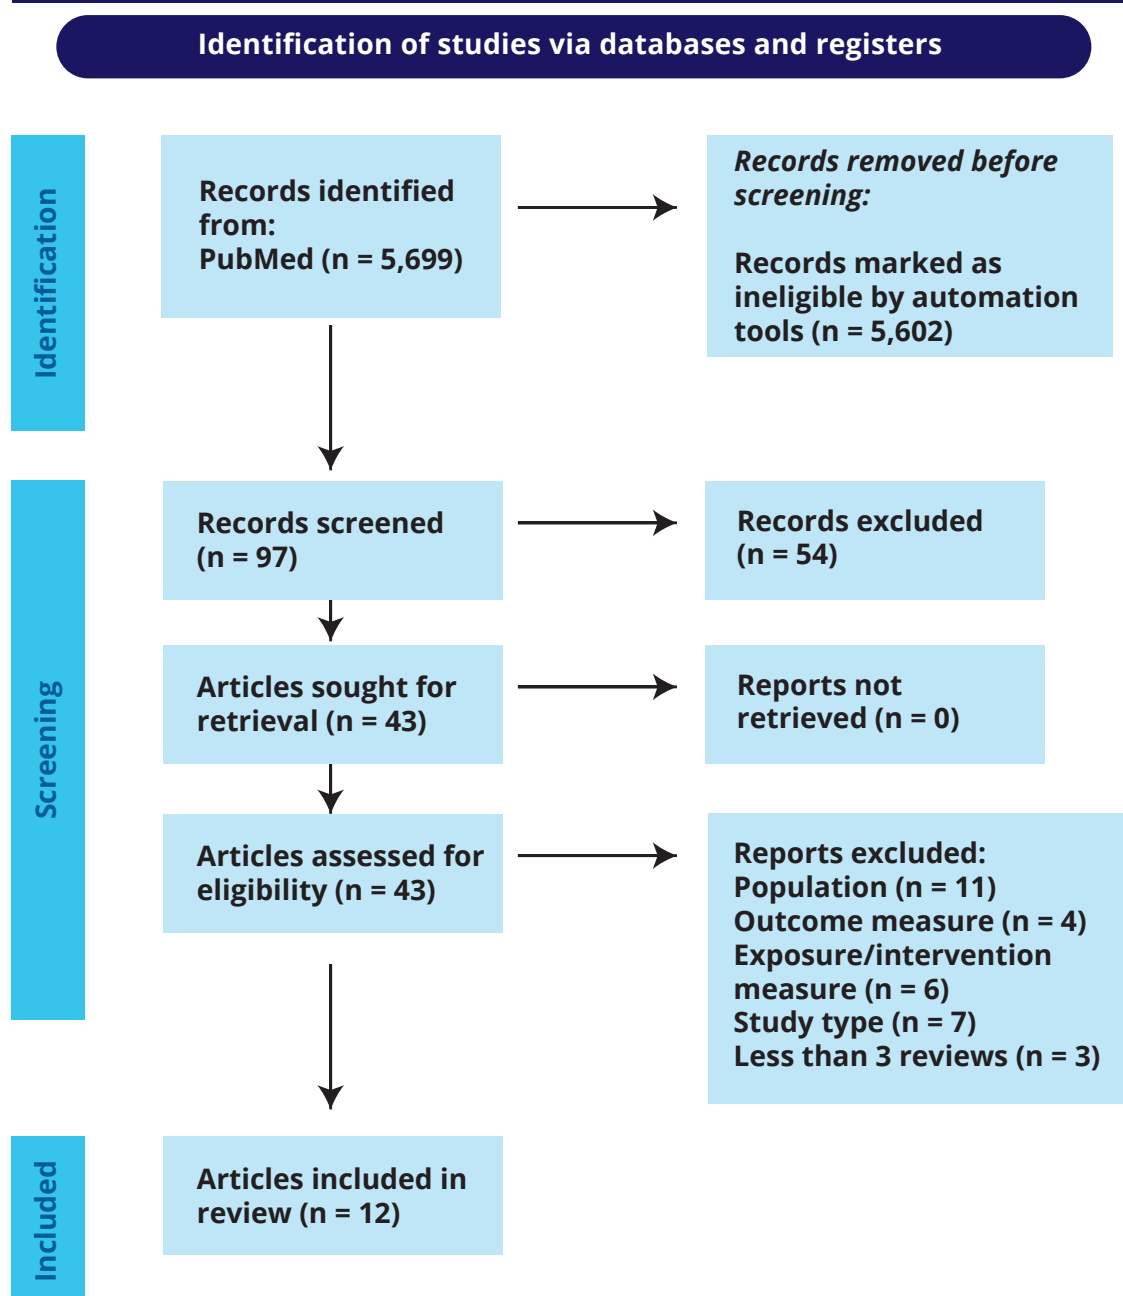 Identification of studies via databases and registers
Identification
Records identified
from:
PubMed (n = 5,699)
Records removed before
screening:
Records marked as
ineligible by automation
tools (n = 5,602)
Screening
Records screened
(n = 97)
Records excluded
(n = 54)
Articles sought for
retrieval (n = 43)
Reports not
retrieved (n = 0)
Articles assessed for
eligibility (n = 43)
Reports excluded:
Population (n = 11)
Outcome measure (n = 4)
Exposure/intervention
measure (n = 6)
Study type (n = 7)
Less than 3 reviews (n = 3)
Included
Articles included in
review (n = 12)